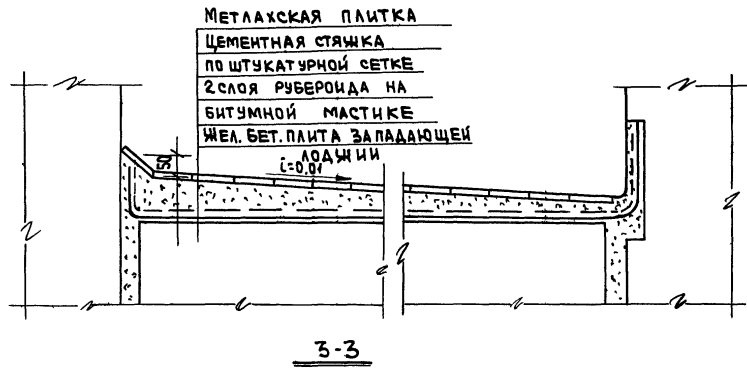 МЕТЛАХСКАЯ ПЛИТКА
ЦЕМЕНТНАЯ СТЯЖКА
ПО ШТУКАТУРНОЙ СЕТКЕ
2 СЛОЯ РУБЕРОИДА НА
БИТУМНОЙ МАСТИКЕ
ЖЕЛ. БЕТ. ПЛИТА ЗАПАДАЮЩЕЙ
ЛОДЖИИ
50
i=0,01
3-3